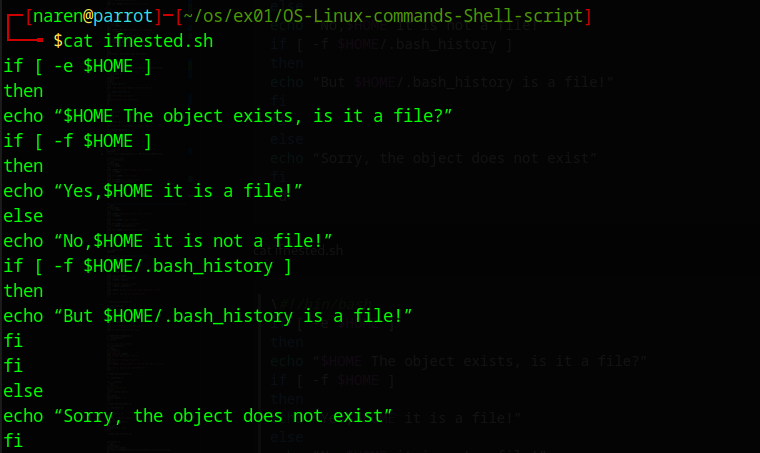 ┌─[naren@parrot]─[~/os/ex01/OS-Linux-commands-Shell-script]
└──╼ $cat ifnested.sh
if [ -e $HOME ]
then
echo “$HOME The object exists, is it a file?”
if [ -f $HOME ]
then
echo “Yes,$HOME it is a file!”
else
echo “No,$HOME it is not a file!”
if [ -f $HOME/.bash_history ]
then
echo “But $HOME/.bash_history is a file!”
fi
fi
else
echo “Sorry, the object does not exist”
fi